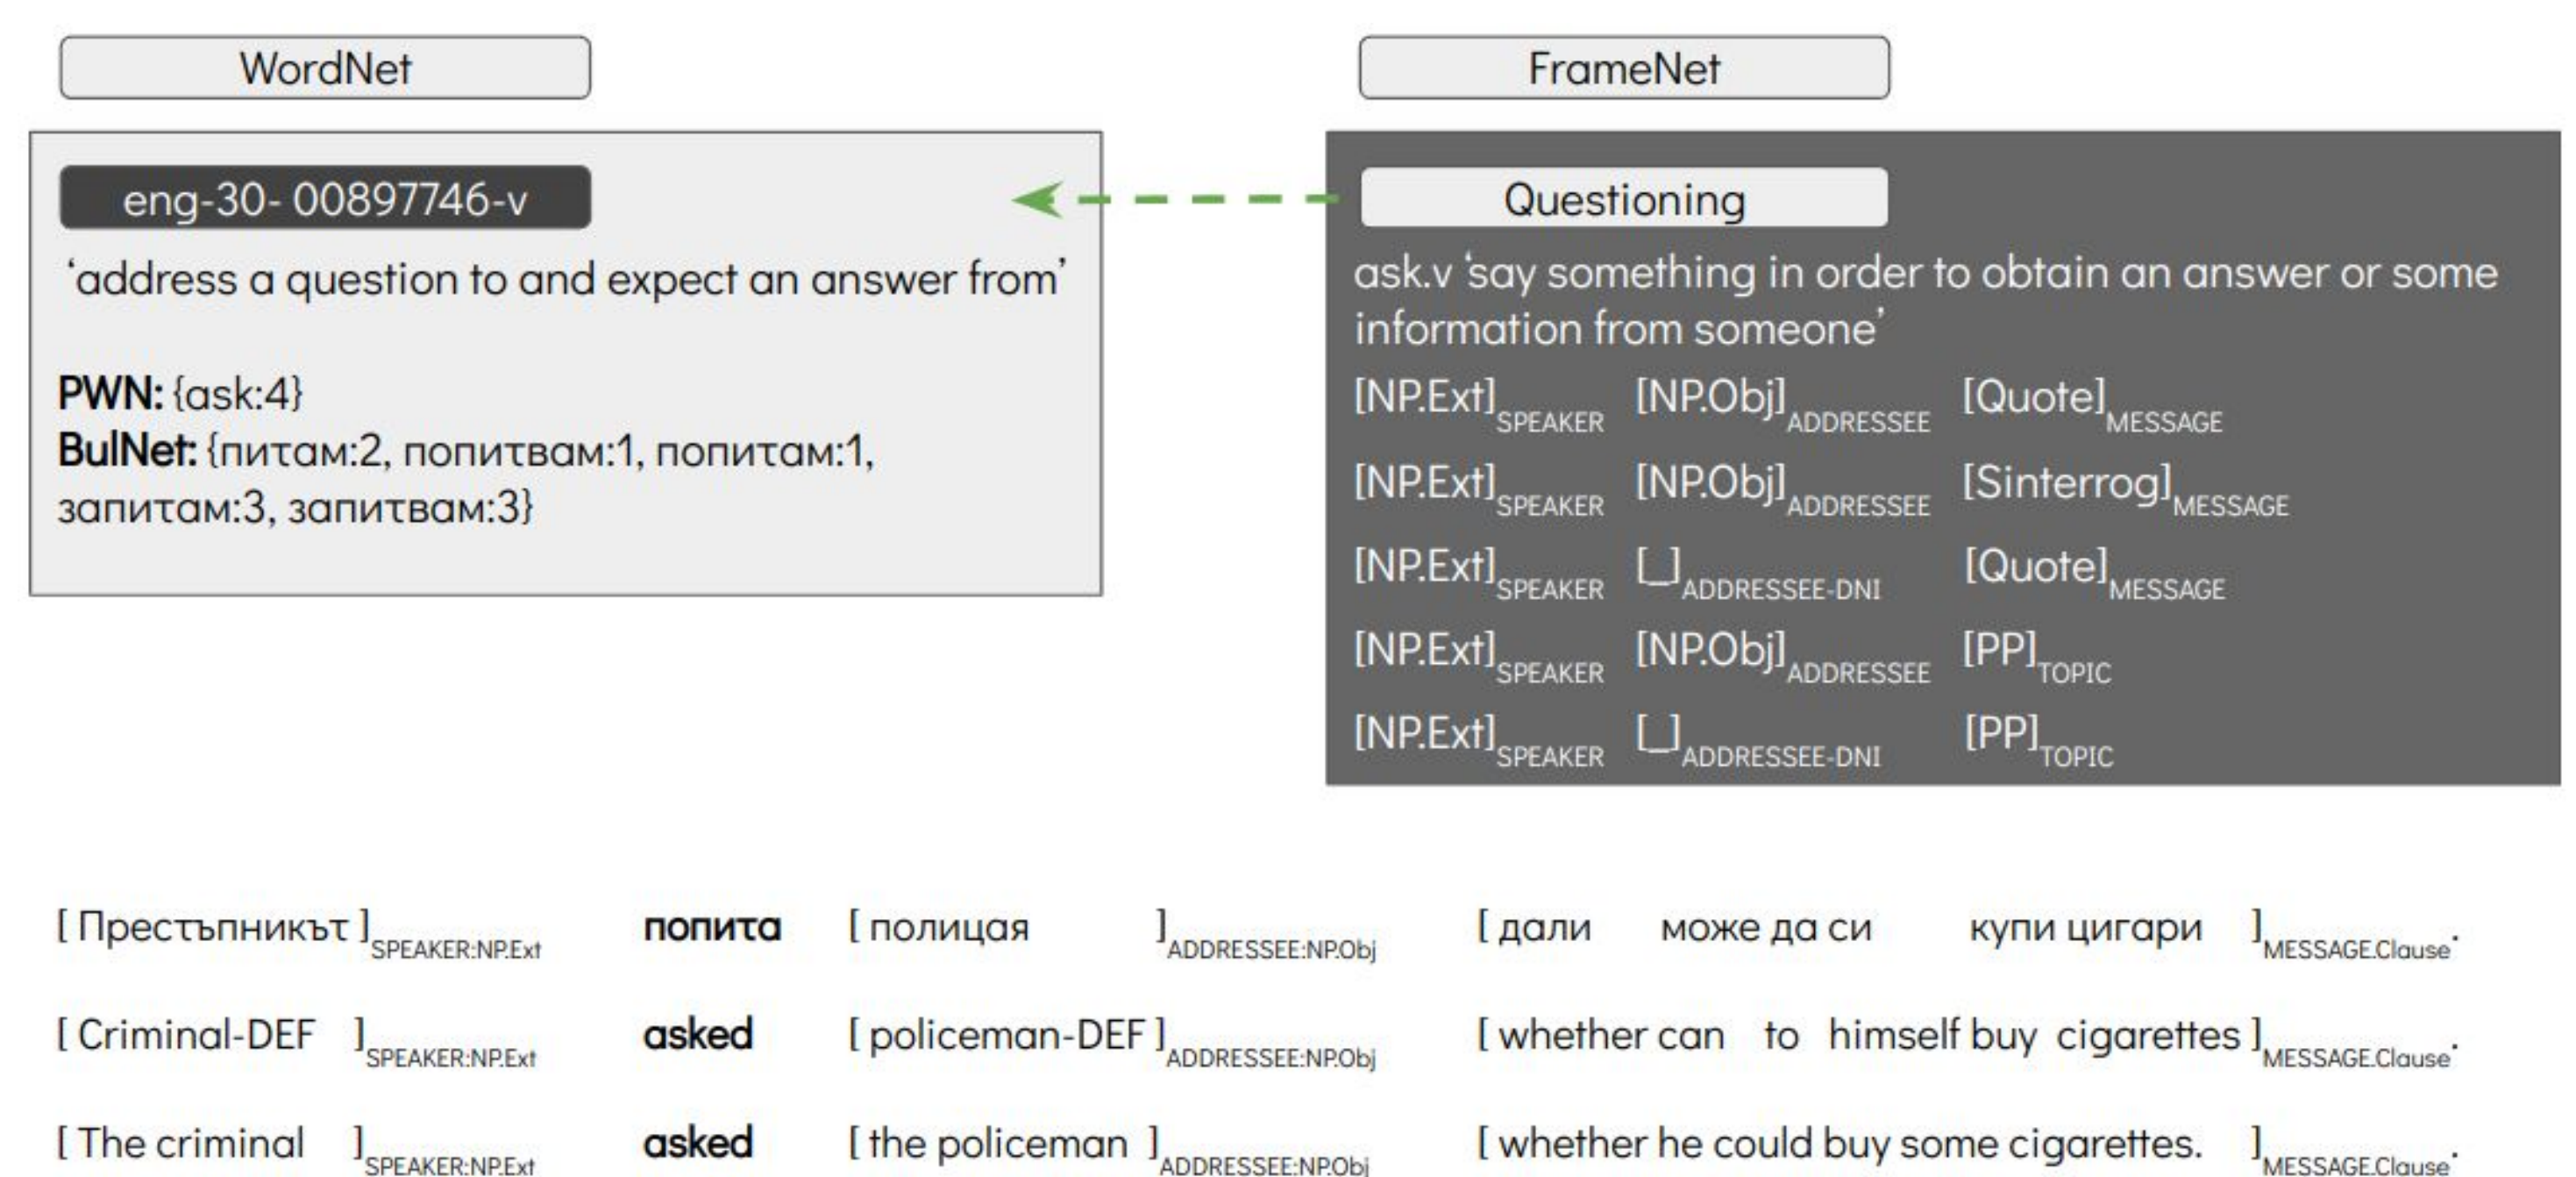 WordNet
FrameNet
eng-30- 00897746-v
‘address a question to and expect an answer from’
PWN: {ask:4}
BulNet: {питам:2, попитвам:1, попитам:1,
запитам:3, запитвам:3}
Questioning
ask.v ‘say something in order to obtain an answer or some
information from someone’
[NP.Ext]SPEAKER [NP.Obj]ADDRESSEE [Quote]MESSAGE
[NP.Ext]SPEAKER [NP.Obj]ADDRESSEE [Sinterrog]MESSAGE
[NP.Ext]SPEAKER [_]ADDRESSEE-DNI [Quote]MESSAGE
[NP.Ext]SPEAKER [NP.Obj]ADDRESSEE [PP]TOPIC
[NP.Ext]SPEAKER [_]ADDRESSEE-DNI [PP]TOPIC
[ Престъпникът ]SPEAKER:NP.Ext попита [ полицая ]ADDRESSEE:NP.Obj [ дали може да си купи цигари ]MESSAGE.Clause.
[ Criminal-DEF ]SPEAKER:NP.Ext asked [ policeman-DEF ]ADDRESSEE:NP.Obj [ whether can to himself buy cigarettes ]MESSAGE.Clause.
[ The criminal ]SPEAKER:NP.Ext asked [ the policeman ]ADDRESSEE:NP.Obj [ whether he could buy some cigarettes. ]MESSAGE.Clause.